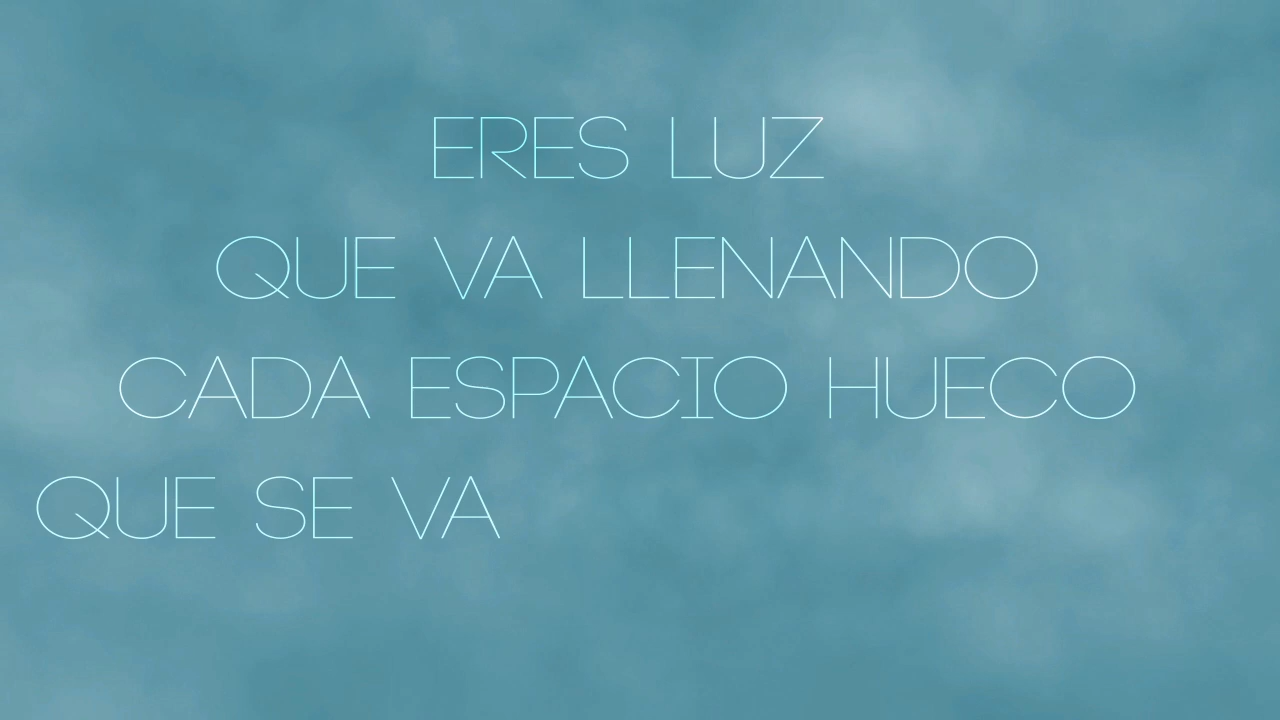 ERES LUZ
QUE VA LLENANDO
CADA ESPACIO HUECO
QUE SE VA